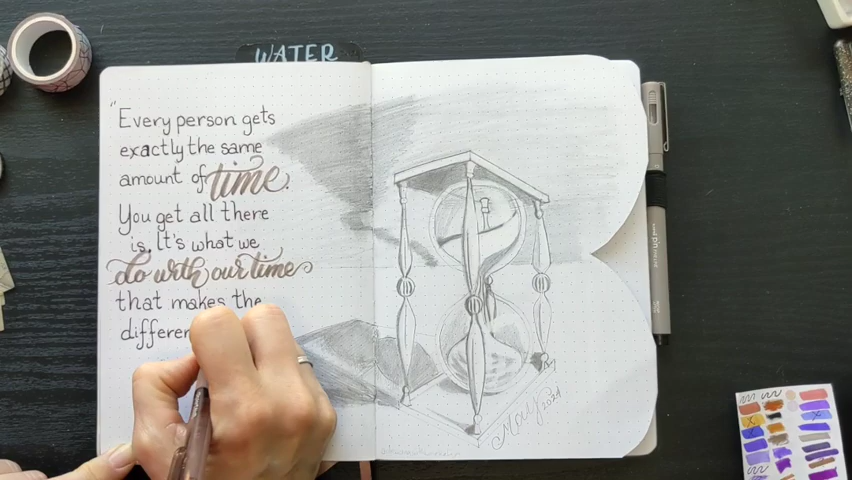 WATER
"Every person gets
exactly the same
amount of time.
You get all there
is. It's what we
do with our time
that makes the
differen
May
2024